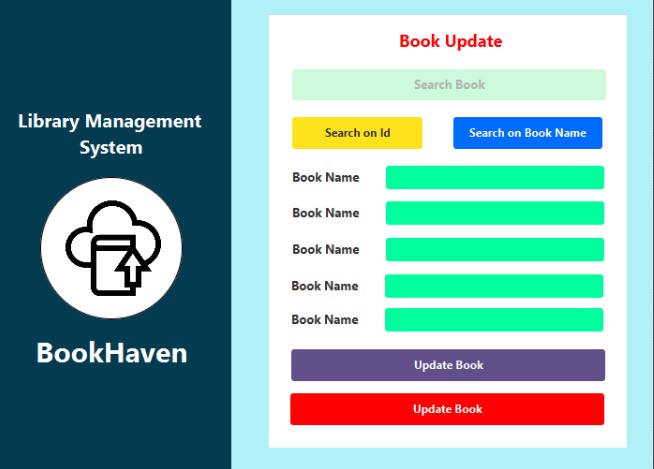 Library Management
System
BookHaven
Book Update
Search Book
Search on Id
Search on Book Name
Book Name
Book Name
Book Name
Book Name
Book Name
Update Book
Update Book